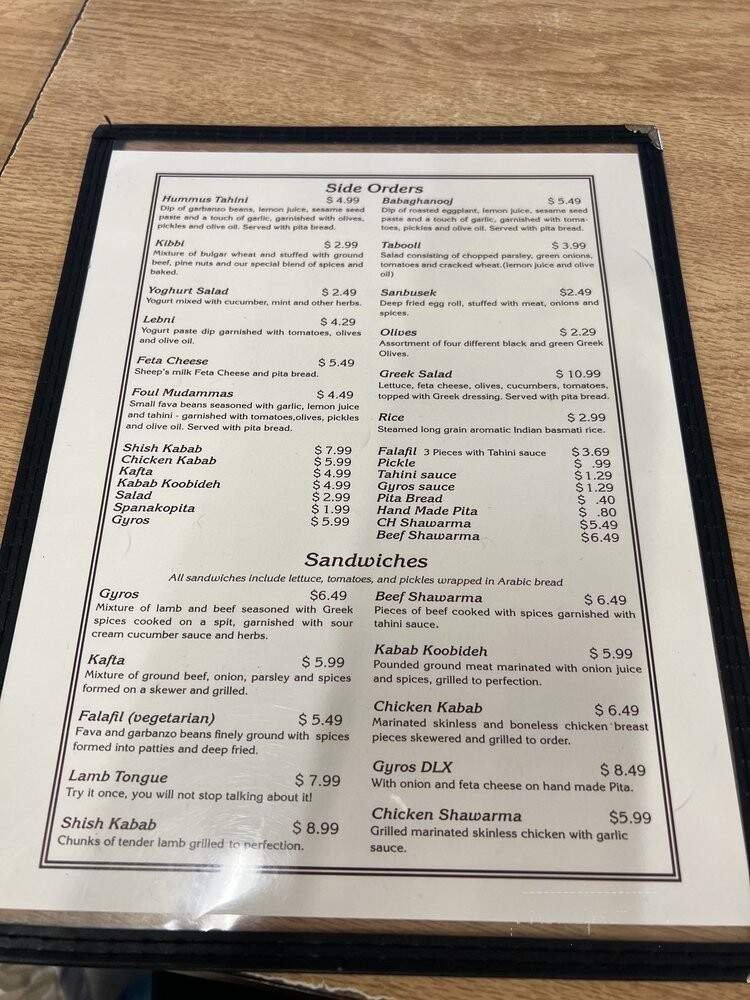 Side Orders
Hummus Tahini $ 4.99
Dip of garbanzo beans, lemon juice, sesame seed
paste and a touch of garlic, garnished with olives,
pickles and olive oil. Served with pita bread.
Kibbi $ 2.99
Mixture of bulgar wheat and stuffed with ground
beef, pine nuts and our special blend of spices and
baked.
Yoghurt Salad $ 2.49
Yogurt mixed with cucumber, mint and other herbs.
Lebni $ 4.29
Yogurt paste dip garnished with tomatoes, olives
and olive oil.
Feta Cheese $ 5.49
Sheep's milk Feta Cheese and pita bread.
Foul Mudammas $ 4.49
Small fava beans seasoned with garlic, lemon juice
and tahini - garnished with tomatoes,olives, pickles
and olive oil. Served with pita bread.
Shish Kabab $ 7.99
Chicken Kabab $ 5.99
Kafta $ 4.99
Kabab Koobideh $ 4.99
Salad $ 2.99
Spanakopita $ 1.99
Gyros $ 5.99
Babaghanooj $ 5.49
Dip of roasted eggplant, lemon juice, sesame seed
paste and a touch of garlic, garnished with toma-
toes, pickles and olive oil. Served with pita bread.
Tabooli $ 3.99
Salad consisting of chopped parsley, green onions,
tomatoes and cracked wheat.(lemon juice and olive
oil)
Sanbusek $2.49
Deep fried egg roll, stuffed with meat, onions and
spices.
Olives $ 2.29
Assortment of four different black and green Greek
Olives.
Greek Salad $ 10.99
Lettuce, feta cheese, olives, cucumbers, tomatoes,
topped with Greek dressing. Served with pita bread.
Rice $ 2.99
Steamed long grain aromatic Indian basmati rice.
Falafil 3 Pieces with Tahini sauce $ 3.69
Pickle $ .99
Tahini sauce $ 1.29
Gyros sauce $ 1.29
Pita Bread $ .40
Hand Made Pita $ .80
CH Shawarma $5.49
Beef Shawarma $6.49
Sandwiches
All sandwiches include lettuce, tomatoes, and pickles wrapped in Arabic bread
Gyros $6.49
Mixture of lamb and beef seasoned with Greek
spices cooked on a spit, garnished with sour
cream cucumber sauce and herbs.
Kafta $ 5.99
Mixture of ground beef, onion, parsley and spices
formed on a skewer and grilled.
Falafil (vegetarian) $ 5.49
Fava and garbanzo beans finely ground with spices
formed into patties and deep fried.
Lamb Tongue $ 7.99
Try it once, you will not stop talking about it!
Shish Kabab $ 8.99
Chunks of tender lamb grilled to perfection.
Beef Shawarma $ 6.49
Pieces of beef cooked with spices garnished with
tahini sauce.
Kabab Koobideh $ 5.99
Pounded ground meat marinated with onion juice
and spices, grilled to perfection.
Chicken Kabab $ 6.49
Marinated skinless and boneless chicken breast
pieces skewered and grilled to order.
Gyros DLX $ 8.49
With onion and feta cheese on hand made Pita.
Chicken Shawarma $5.99
Grilled marinated skinless chicken with garlic
sauce.